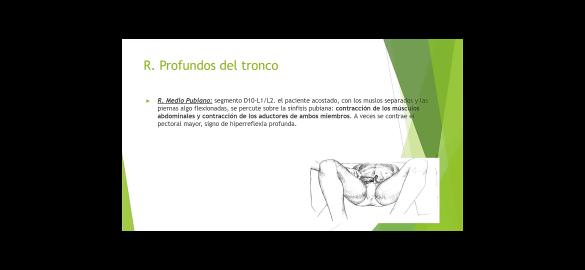 R. Profundos del tronco
R. Medio Pubiano: segmento D10-L1/L2. el paciente acostado, con los muslos separados y las
piernas algo flexionadas, se percute sobre la sínfisis pubiana: contracción de los músculos
abdominales y contracción de los aductores de ambos miembros. A veces se contrae el
pectoral mayor, signo de hiperreflexia profunda.